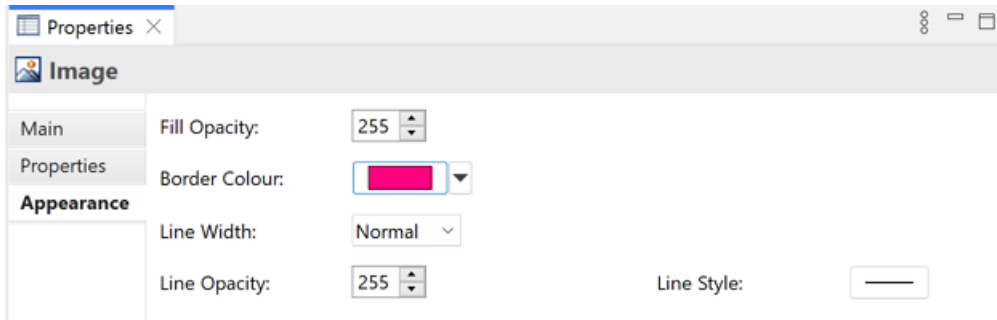 Properties
Image
Main
Properties
Appearance
Fill Opacity: 255
Border Colour:
Line Width: Normal
Line Opacity: 255 Line Style: